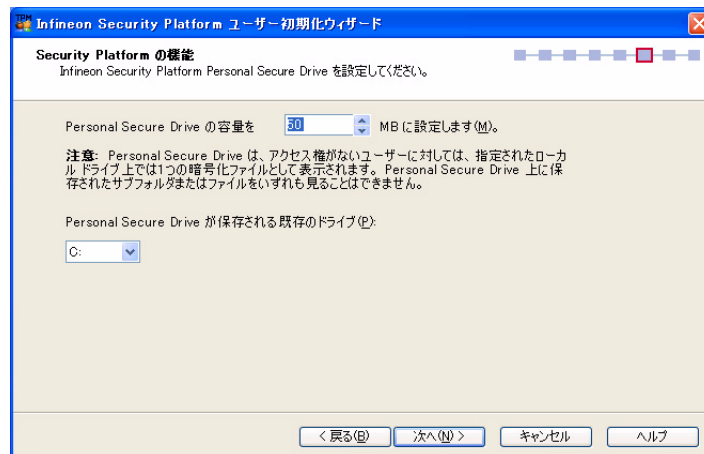 TPM
Infineon Security Platform ユーザー初期化ウィザード
Security Platform の機能
Infineon Security Platform Personal Secure Drive を設定してください。
Personal Secure Drive の容量を 50 MB に設定します(M)。
注意: Personal Secure Drive は、アクセス権がないユーザーに対しては、指定されたローカ
ル ドライブ上では1つの暗号化ファイルとして表示されます。Personal Secure Drive 上に保
存されたサブフォルダまたはファイルをいずれも見ることはできません。
Personal Secure Drive が保存される既存のドライブ(P):
C:
< 戻る(B) 次へ(N) > キャンセル ヘルプ